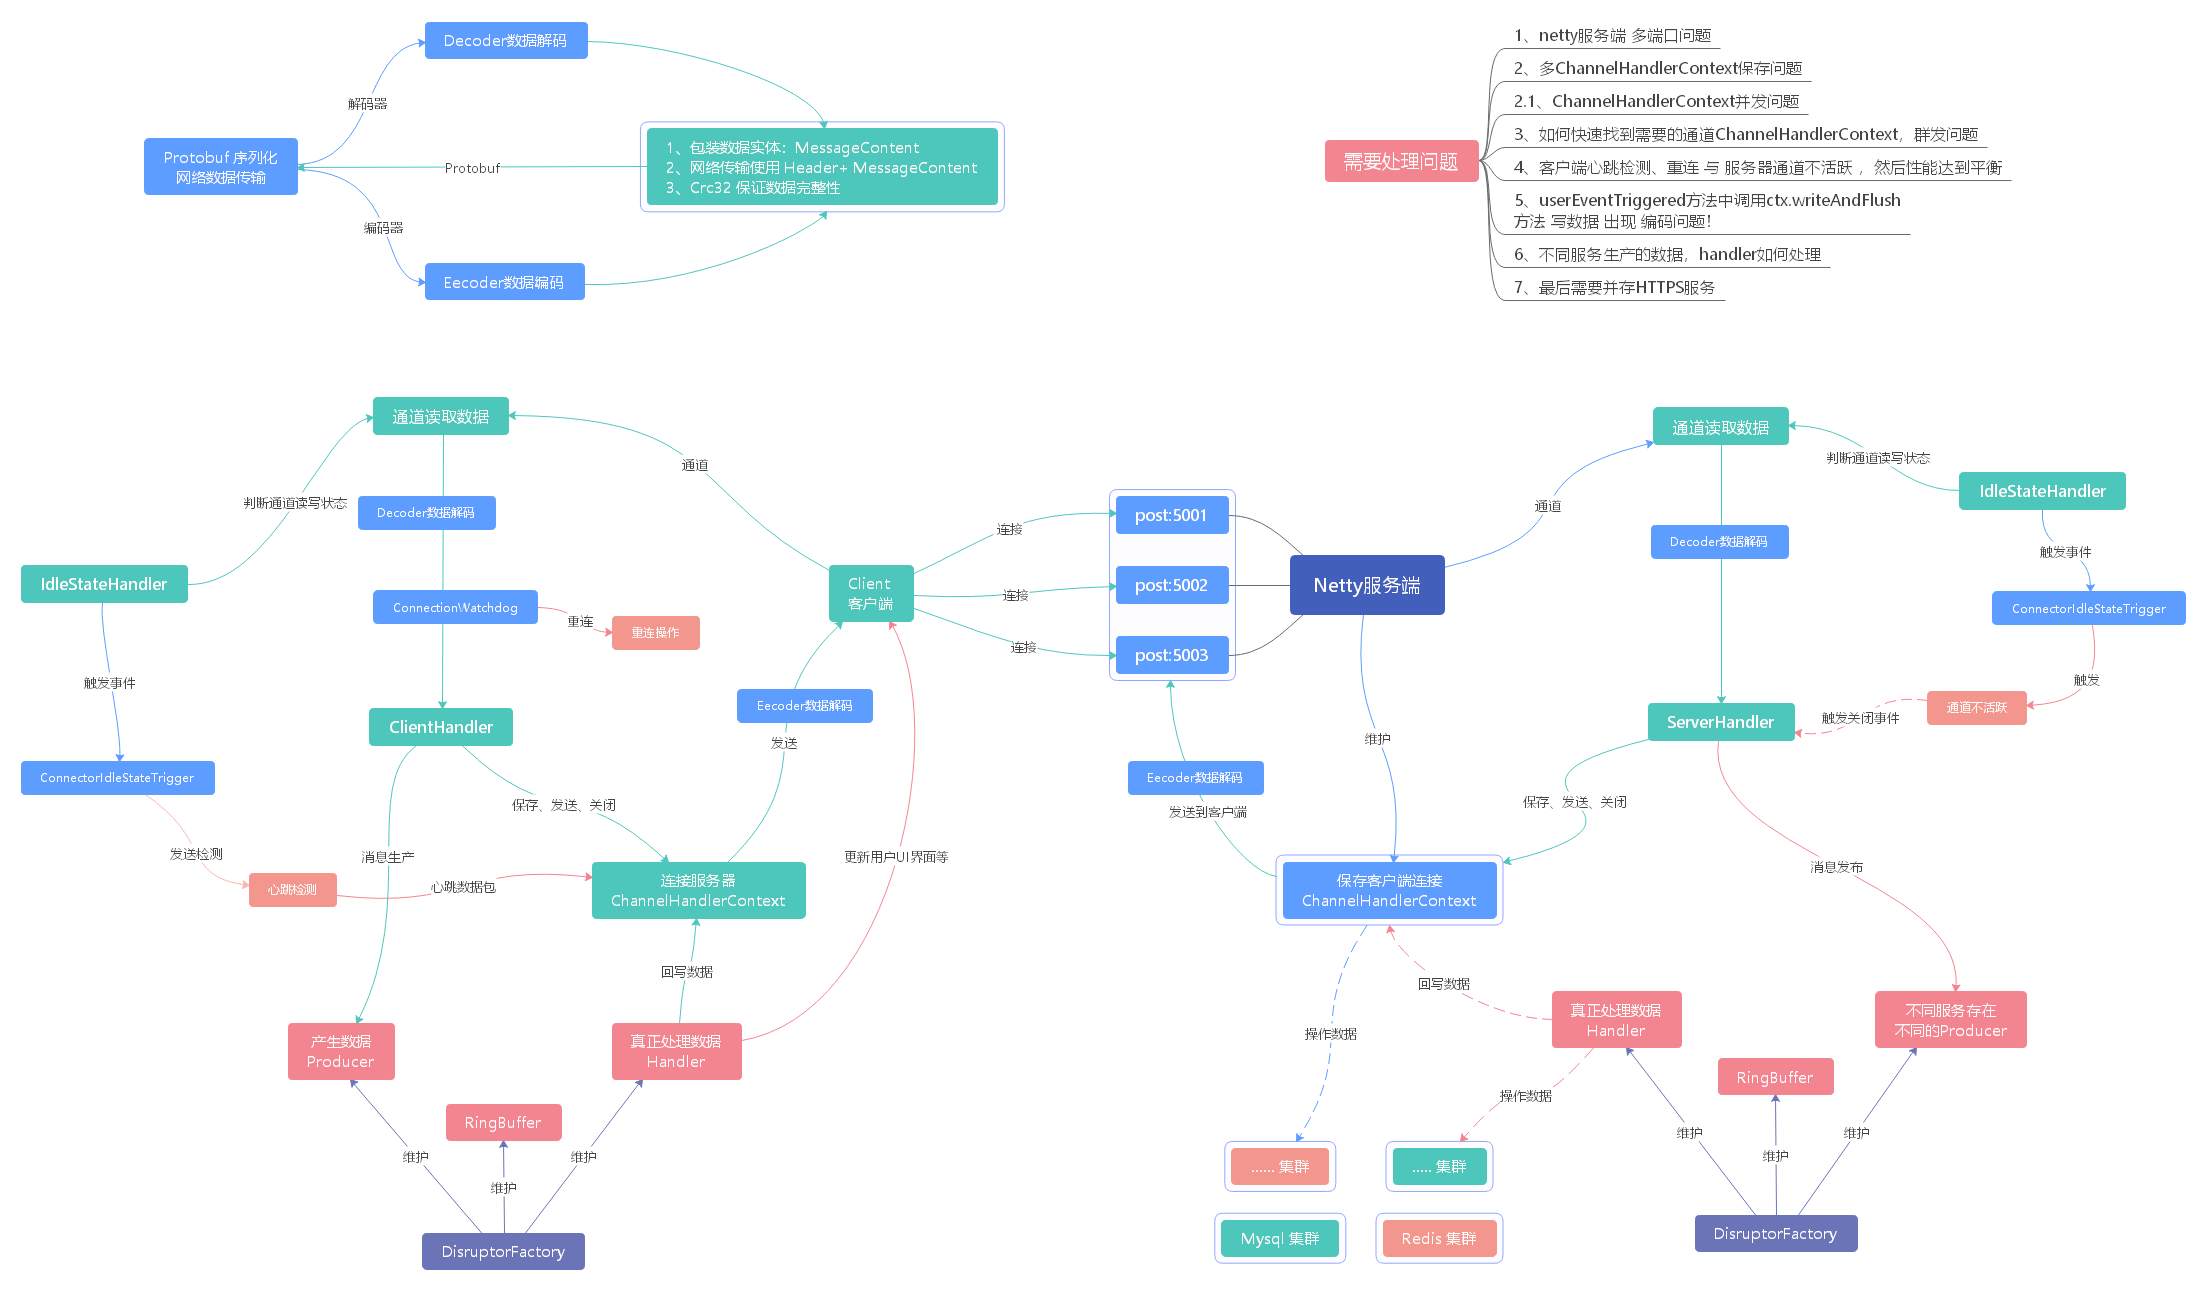 Decoder数据解码
解码器
Protobuf 序列化
网络数据传输
Protobuf
1、包装数据实体：MessageContent
2、网络传输使用 Header+ MessageContent
3、Crc32 保证数据完整性
编码器
Eecoder数据编码
需要处理问题
1、netty服务端 多端口问题
2、多ChannelHandlerContext保存问题
2.1、ChannelHandlerContext并发问题
3、如何快速找到需要的通道ChannelHandlerContext，群发问题
4、客户端心跳检测、重连 与 服务器通道不活跃 ，然后性能达到平衡
5、userEventTriggered方法中调用ctx.writeAndFlush
方法 写数据 出现 编码问题！
6、不同服务生产的数据，handler如何处理
7、最后需要并存HTTPS服务
通道读取数据
通道
判断通道读写状态
Decoder数据解码
IdleStateHandler
ConnectionWatchdog
重连
重连操作
触发事件
ClientHandler
ConnectorIdleStateTrigger
保存、发送、关闭
发送检测
消息生产
心跳检测
心跳数据包
连接服务器
ChannelHandlerContext
Eecoder数据解码
发送
Client
客户端
更新用户UI界面等
回写数据
产生数据
Producer
真正处理数据
Handler
RingBuffer
维护
维护
维护
DisruptorFactory
连接
连接
连接
post:5001
post:5002
post:5003
Netty服务端
通道
通道读取数据
判断通道读写状态
IdleStateHandler
Decoder数据解码
触发事件
ConnectorIdleStateTrigger
触发
通道不活跃
触发关闭事件
ServerHandler
维护
Eecoder数据解码
发送到客户端
保存、发送、关闭
保存客户端连接
ChannelHandlerContext
消息发布
回写数据
操作数据
真正处理数据
Handler
不同服务存在
不同的Producer
RingBuffer
操作数据
维护
维护
维护
...... 集群
..... 集群
Mysql 集群
Redis 集群
DisruptorFactory